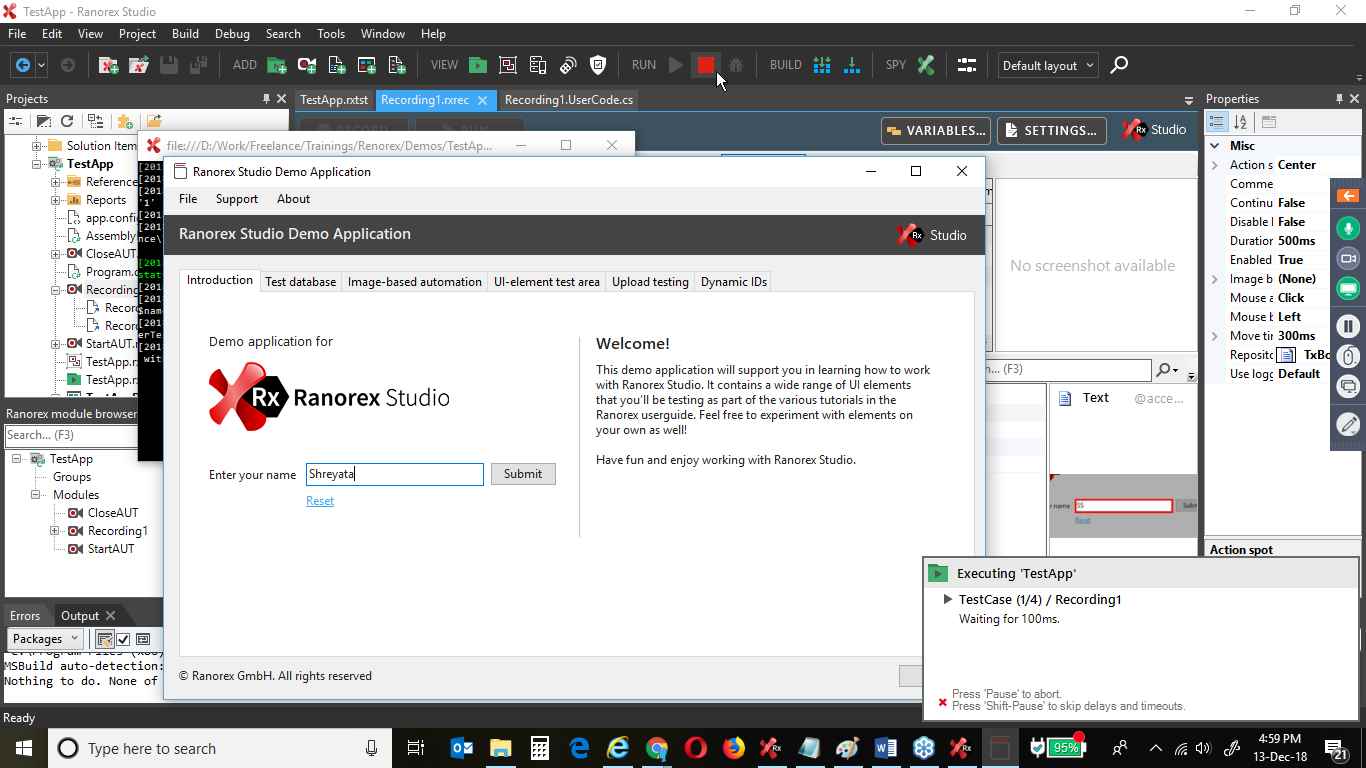 TestApp - Ranorex Studio
File Edit View Project Build Debug Search Tools Window Help
ADD VIEW RUN BUILD SPY Default layout
Projects
TestApp.rxtst Recording1.rxrec Recording1.UserCode.cs
Properties
VARIABLES... SETTINGS... Rx Studio
Solution Item
TestApp
Reference
Reports
app.confi
Assembly
CloseAUT.
Program.c
Recording
Recor
Recor
StartAUT.r
TestApp.r
TestApp.r
file:///D:/Work/Freelance/Trainings/Renorex/Demos/TestAp...
Ranorex Studio Demo Application
File Support About
Ranorex Studio Demo Application
Rx Studio
Introduction Test database Image-based automation UI-element test area Upload testing Dynamic IDs
Demo application for
Rx Ranorex Studio
Enter your name Shreyata Submit
Reset
Welcome!
This demo application will support you in learning how to work
with Ranorex Studio. It contains a wide range of UI elements
that you'll be testing as part of the various tutorials in the
Ranorex userguide. Feel free to experiment with elements on
your own as well!
Have fun and enjoy working with Ranorex Studio.
© Ranorex GmbH. All rights reserved
No screenshot available
... (F3)
Text @acce...
r name ss Subm
Reset
Misc
Action s Center
Comme
Continu False
Disable l False
Duration 500ms
Enabled True
Image b (None)
Mouse a Click
Mouse b Left
Move tin 300ms
Reposito TxBo
Use logg Default
Action spot
Ranorex module browser
Search... (F3)
TestApp
Groups
Modules
CloseAUT
Recording1
StartAUT
Errors Output
Packages
MSBuild auto-detection:
Nothing to do. None of
Ready
Executing 'TestApp'
TestCase (1/4) / Recording1
Waiting for 100ms.
Press 'Pause' to abort.
Press 'Shift-Pause' to skip delays and timeouts.
Type here to search
95%
4:59 PM
13-Dec-18
21